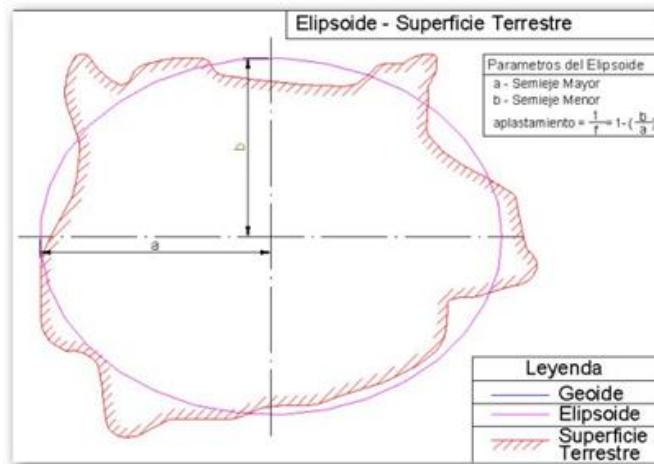 Elipsoide - Superficie Terrestre
Parametros del Elipsoide
a - Semieje Mayor
b - Semieje Menor
aplastamiento = 1/f = 1-(b/a)
b
a
Leyenda
Geoide
Elipsoide
Superficie
Terrestre